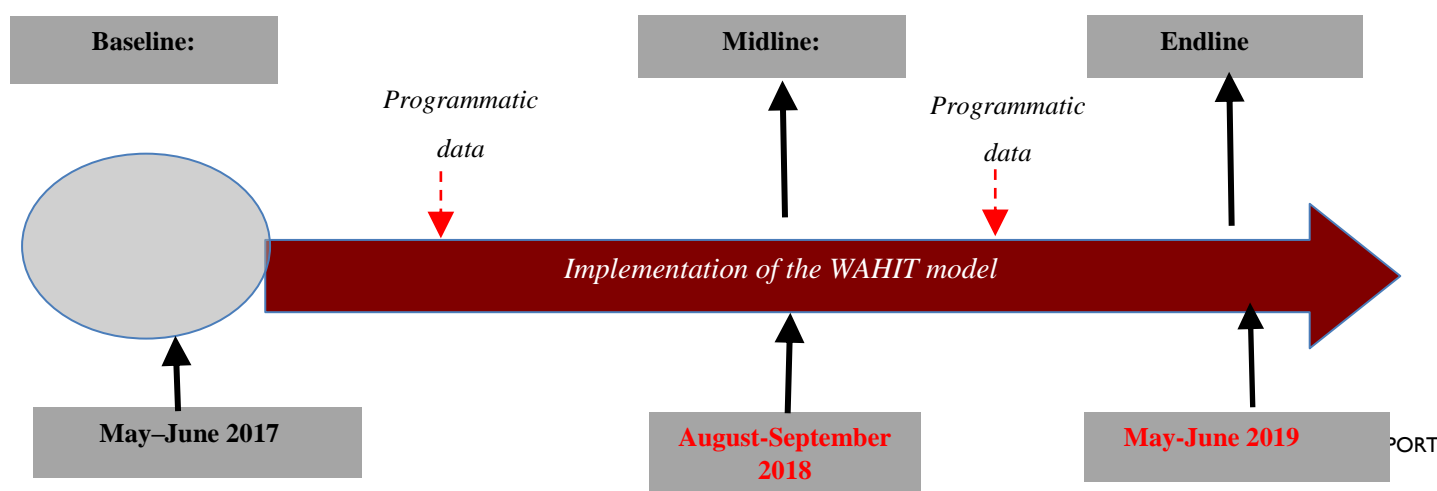 Baseline:
Midline:
Endline
Programmatic
data
Programmatic
data
Implementation of the WAHIT model
May–June 2017
August-September
2018
May-June 2019
PORT